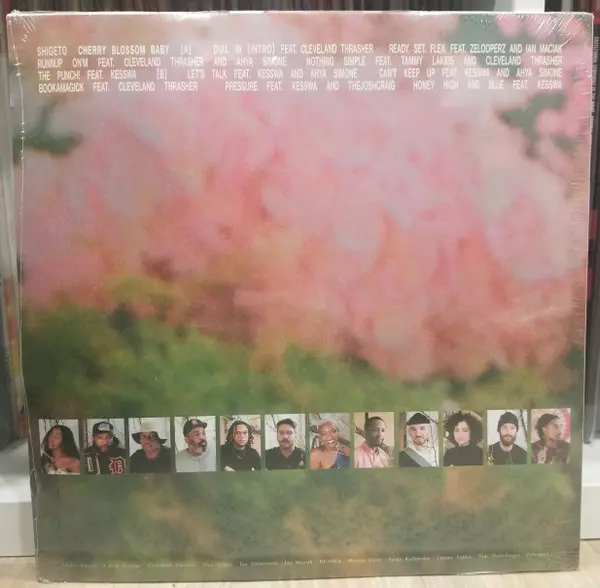 SHIGETO CHERRY BLOSSOM BABY [A] DIAL IN [INTRO] FEAT. CLEVELAND THRASHER READY, SET, FLEX. FEAT. ZELOOPERZ AND IAN MACIAK
RUNNUP ON'M FEAT. CLEVELAND THRASHER AND AHYA SIMONE NOTHING SIMPLE FEAT. TAMMY LAKKIS AND CLEVELAND THRASHER
THE PUNCH! FEAT. KESSWA [B] LET'S TALK FEAT. KESSWA AND AHYA SIMONE CAN'T KEEP UP FEAT. KESSWA AND AHYA SIMONE
BOOKAMAGICK FEAT. CLEVELAND THRASHER PRESSURE FEAT. KESSWA AND THEJOSHCRAIG HONEY HIGH AND BLUE FEAT. KESSWA